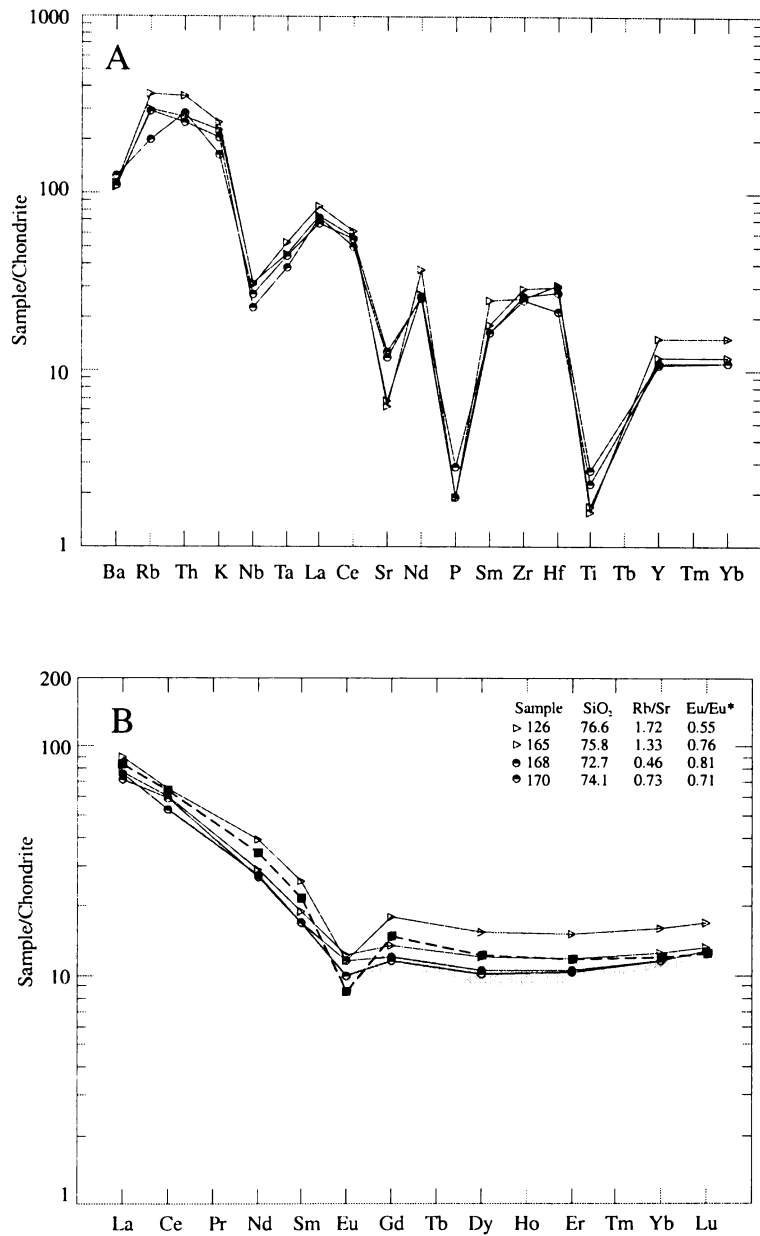 A
1000
100
10
1
Sample/Chondrite
Ba Rb Th K Nb Ta La Ce Sr Nd P Sm Zr Hf Ti Tb Y Tm Yb
B
200
100
10
1
Sample/Chondrite
Sample SiO₂ Rb/Sr Eu/Eu*
126 76.6 1.72 0.55
165 75.8 1.33 0.76
168 72.7 0.46 0.81
170 74.1 0.73 0.71
La Ce Pr Nd Sm Eu Gd Tb Dy Ho Er Tm Yb Lu